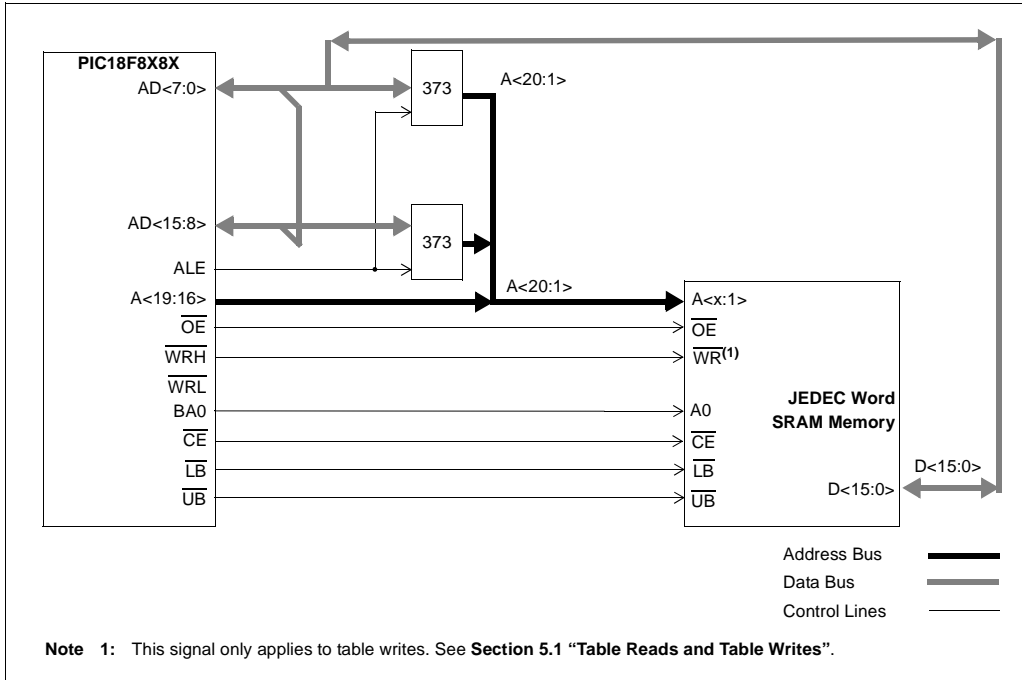 PIC18F8X8X
AD<7:0>
373
A<20:1>
AD<15:8>
373
ALE
A<19:16>
A<20:1>
A<x:1>
OE
OE
WRH
WR(1)
WRL
JEDEC Word
SRAM Memory
BA0
A0
CE
CE
LB
LB
D<15:0>
D<15:0>
UB
UB
Address Bus
Data Bus
Control Lines
Note 1: This signal only applies to table writes. See Section 5.1 “Table Reads and Table Writes”.